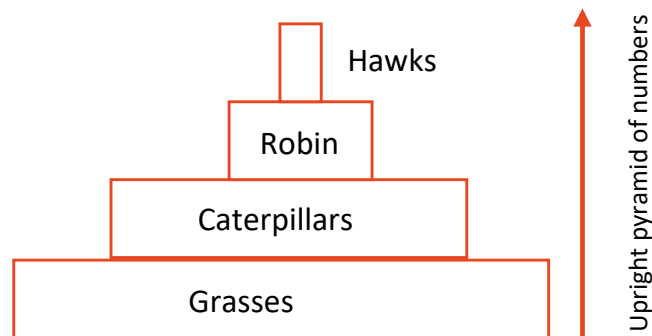 Hawks
Robin
Caterpillars
Grasses
Upright pyramid of numbers